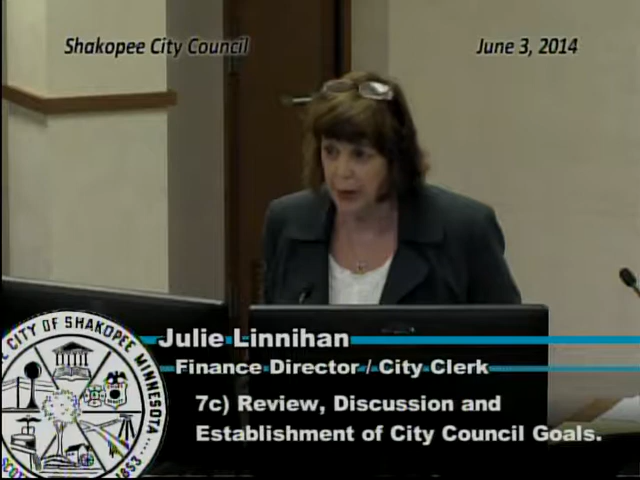 Shakopee City Council
June 3, 2014
CITY OF SHAKOPEE MINNESOTA
1853
Julie Linnihan
Finance Director / City Clerk
7c) Review, Discussion and
Establishment of City Council Goals.